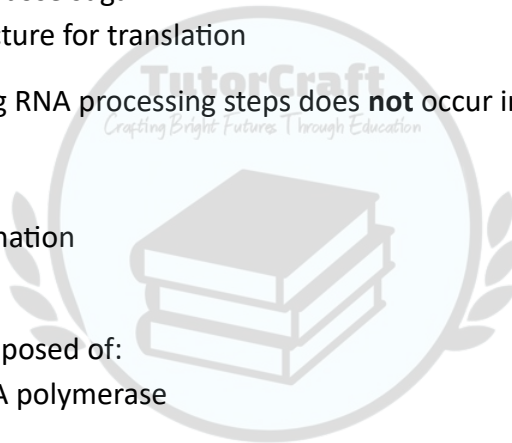 cture for translation
TutorCraft
g RNA processing steps does not occur in
Crafting Bright Futures Through Education
nation
posed of:
A polymerase